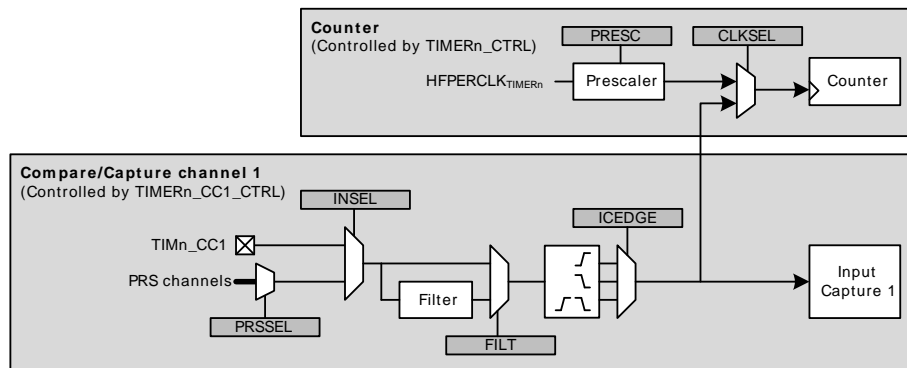 Counter
(Controlled by TIMERn_CTRL)
PRESC
CLKSEL
HFPERCLKTIMERn
Prescaler
Counter
Compare/Capture channel 1
(Controlled by TIMERn_CC1_CTRL)
INSEL
ICEDGE
TIMn_CC1
PRS channels
Filter
Input
Capture 1
PRSSEL
FILT